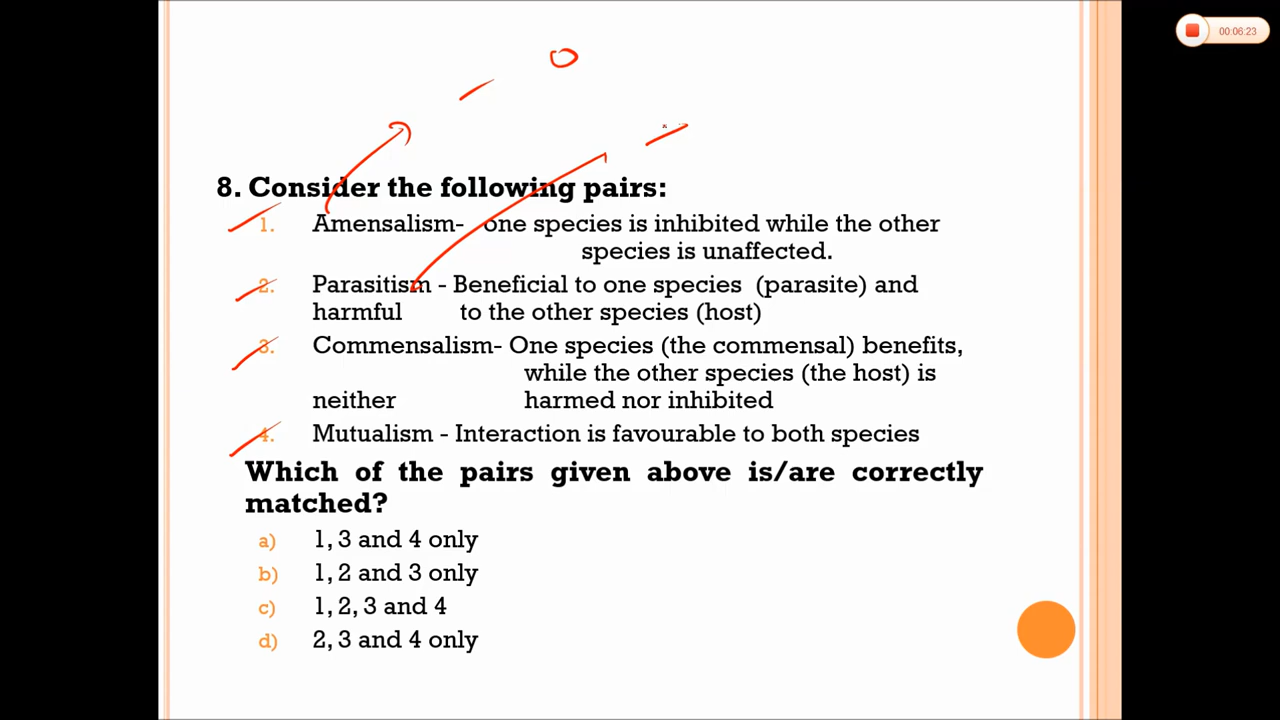 00:06:23
8. Consider the following pairs:
1. Amensalism- one species is inhibited while the other
species is unaffected.
2. Parasitism - Beneficial to one species (parasite) and
harmful to the other species (host)
3. Commensalism- One species (the commensal) benefits,
while the other species (the host) is
neither harmed nor inhibited
4. Mutualism - Interaction is favourable to both species
Which of the pairs given above is/are correctly
matched?
a) 1, 3 and 4 only
b) 1, 2 and 3 only
c) 1, 2, 3 and 4
d) 2, 3 and 4 only